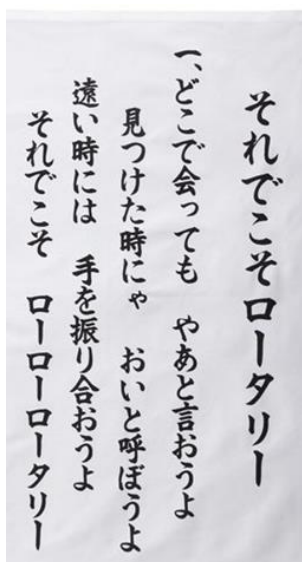 それでこそロータリー
一、どこで会っても　やあと言おうよ
見つけた時にゃ　おいと呼ぼうよ
遠い時には　手を振り合おうよ
それでこそ　ローローロータリー